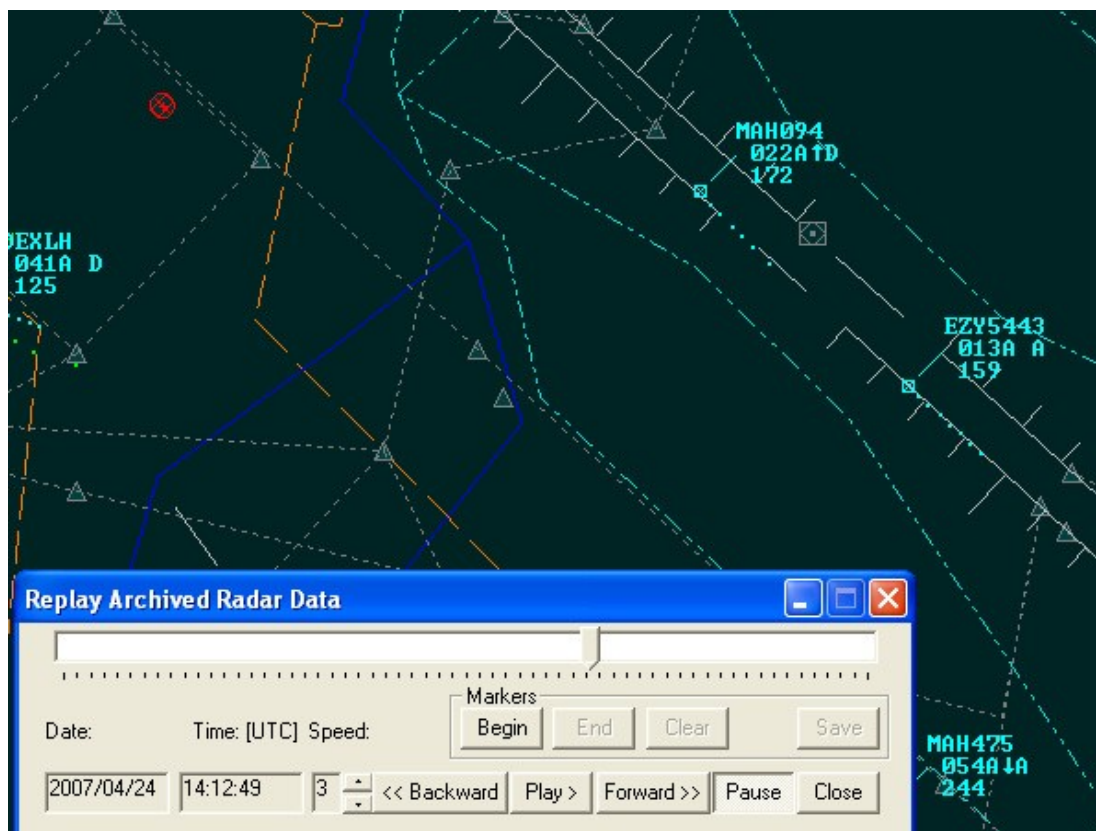 MAH094
022A↑D
172
EXLH
041A D
125
EZY5443
013A A
159
Replay Archived Radar Data
Markers
Begin End Clear Save
Date: Time: [UTC] Speed:
2007/04/24 14:12:49 3 << Backward Play > Forward >> Pause Close
MAH475
054A↓A
244